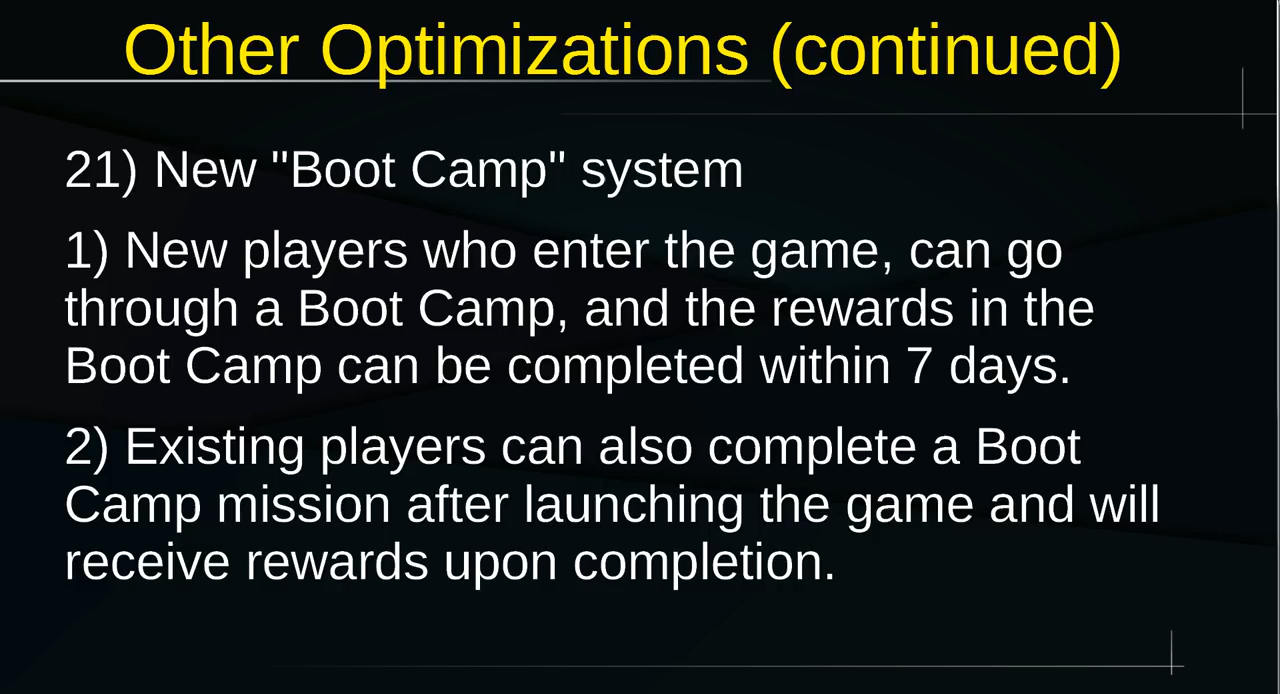 Other Optimizations (continued)
21) New "Boot Camp" system
1) New players who enter the game, can go
through a Boot Camp, and the rewards in the
Boot Camp can be completed within 7 days.
2) Existing players can also complete a Boot
Camp mission after launching the game and will
receive rewards upon completion.